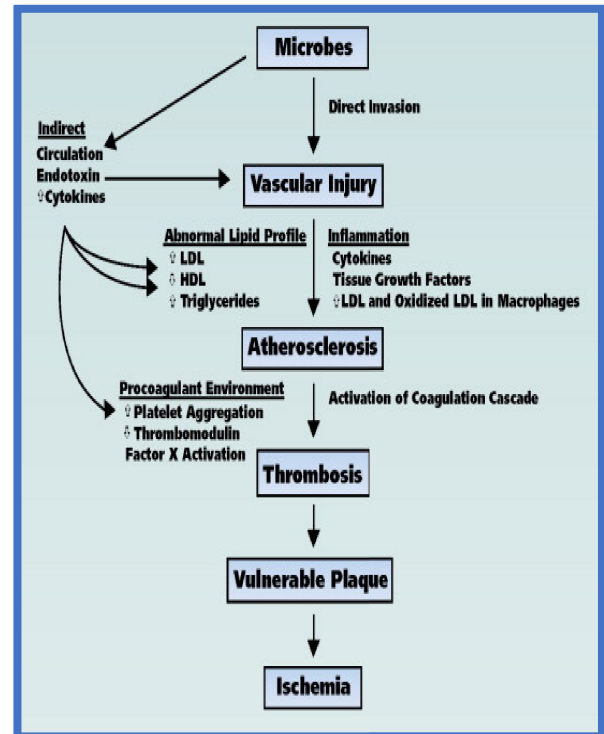 Microbes
Direct Invasion
Indirect
Circulation
Endotoxin
⇧Cytokines
Vascular Injury
Abnormal Lipid Profile
⇧ LDL
⇩ HDL
⇧ Triglycerides
Inflammation
Cytokines
Tissue Growth Factors
⇧LDL and Oxidized LDL in Macrophages
Atherosclerosis
Procoagulant Environment
⇧Platelet Aggregation
⇩Thrombomodulin
Factor X Activation
Activation of Coagulation Cascade
Thrombosis
Vulnerable Plaque
Ischemia